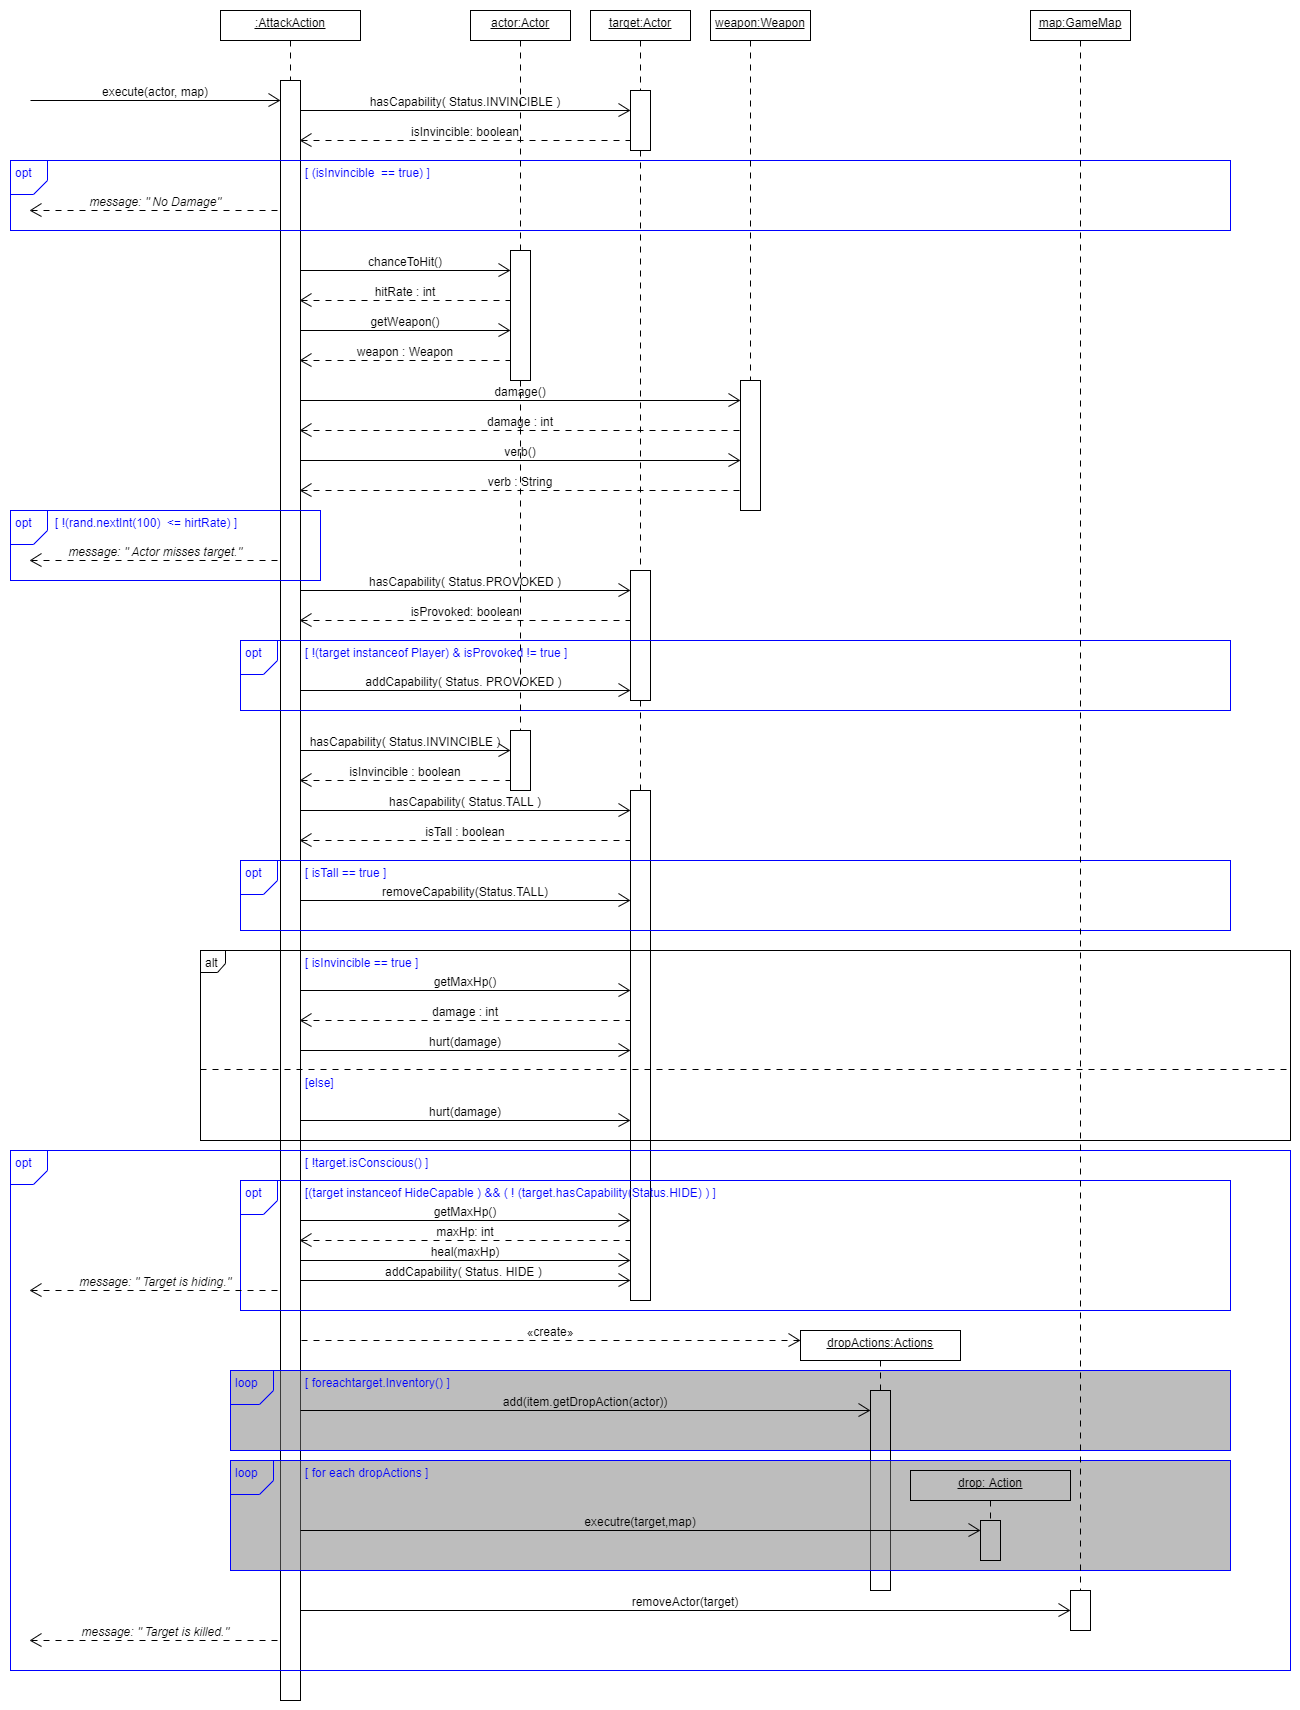 :AttackAction
actor:Actor
target:Actor
weapon:Weapon
map:GameMap
execute(actor, map)
hasCapability( Status.INVINCIBLE )
isInvincible: boolean
opt
[ (isInvincible == true) ]
message: " No Damage"
chanceToHit()
hitRate : int
getWeapon()
weapon : Weapon
damage()
damage : int
verb()
verb : String
opt
[ !(rand.nextInt(100) <= hirtRate) ]
message: " Actor misses target."
hasCapability( Status.PROVOKED )
isProvoked: boolean
opt
[ !(target instanceof Player) & isProvoked != true ]
addCapability( Status. PROVOKED )
hasCapability( Status.INVINCIBLE )
isInvincible : boolean
hasCapability( Status.TALL )
isTall : boolean
opt
[ isTall == true ]
removeCapability(Status.TALL)
alt
[ isInvincible == true ]
getMaxHp()
damage : int
hurt(damage)
[else]
hurt(damage)
opt
[ !target.isConscious() ]
opt
[(target instanceof HideCapable ) && ( ! (target.hasCapability(Status.HIDE) ) ]
getMaxHp()
maxHp: int
heal(maxHp)
addCapability( Status. HIDE )
message: " Target is hiding."
«create»
dropActions:Actions
loop
[ foreachtarget.Inventory() ]
add(item.getDropAction(actor))
loop
[ for each dropActions ]
drop: Action
executre(target,map)
removeActor(target)
message: " Target is killed."